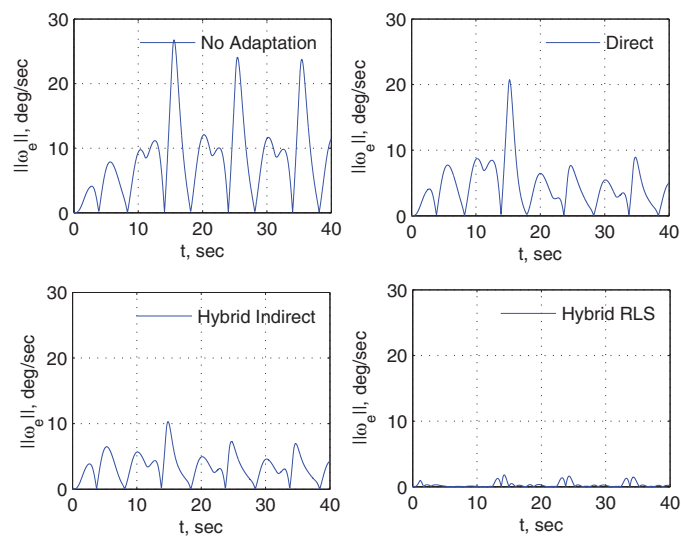 No Adaptation
||ω_e||, deg/sec
30
20
10
0
0 10 20 30 40
t, sec
Direct
||ω_e||, deg/sec
30
20
10
0
0 10 20 30 40
t, sec
Hybrid Indirect
||ω_e||, deg/sec
30
20
10
0
0 10 20 30 40
t, sec
Hybrid RLS
||ω_e||, deg/sec
30
20
10
0
0 10 20 30 40
t, sec